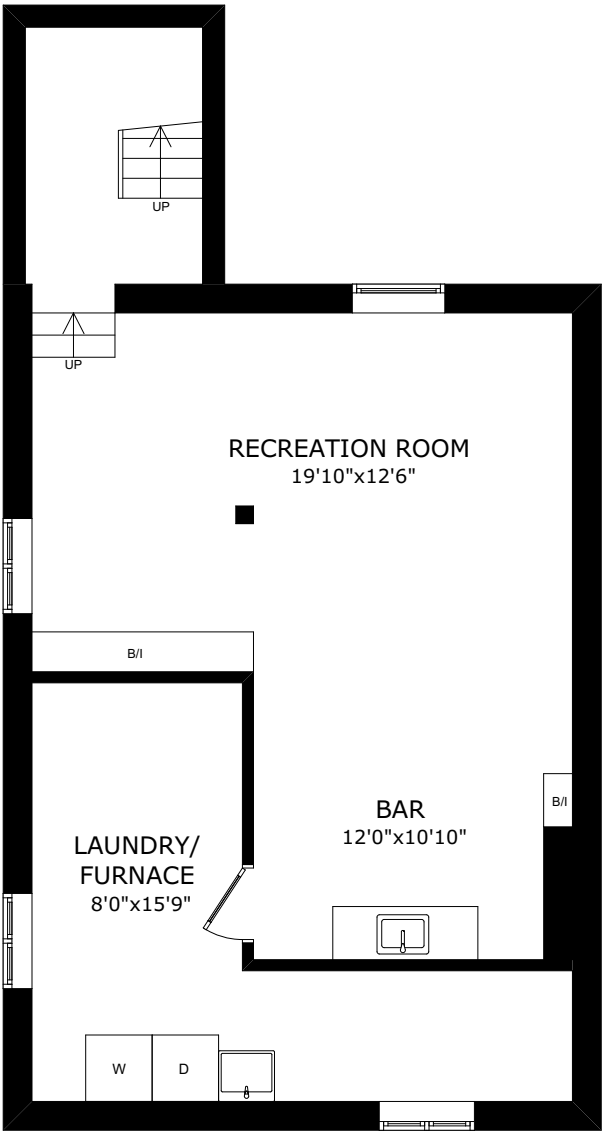 UP
UP
RECREATION ROOM
19'10"x12'6"
B/I
B/I
BAR
12'0"x10'10"
LAUNDRY/
FURNACE
8'0"x15'9"
W
D